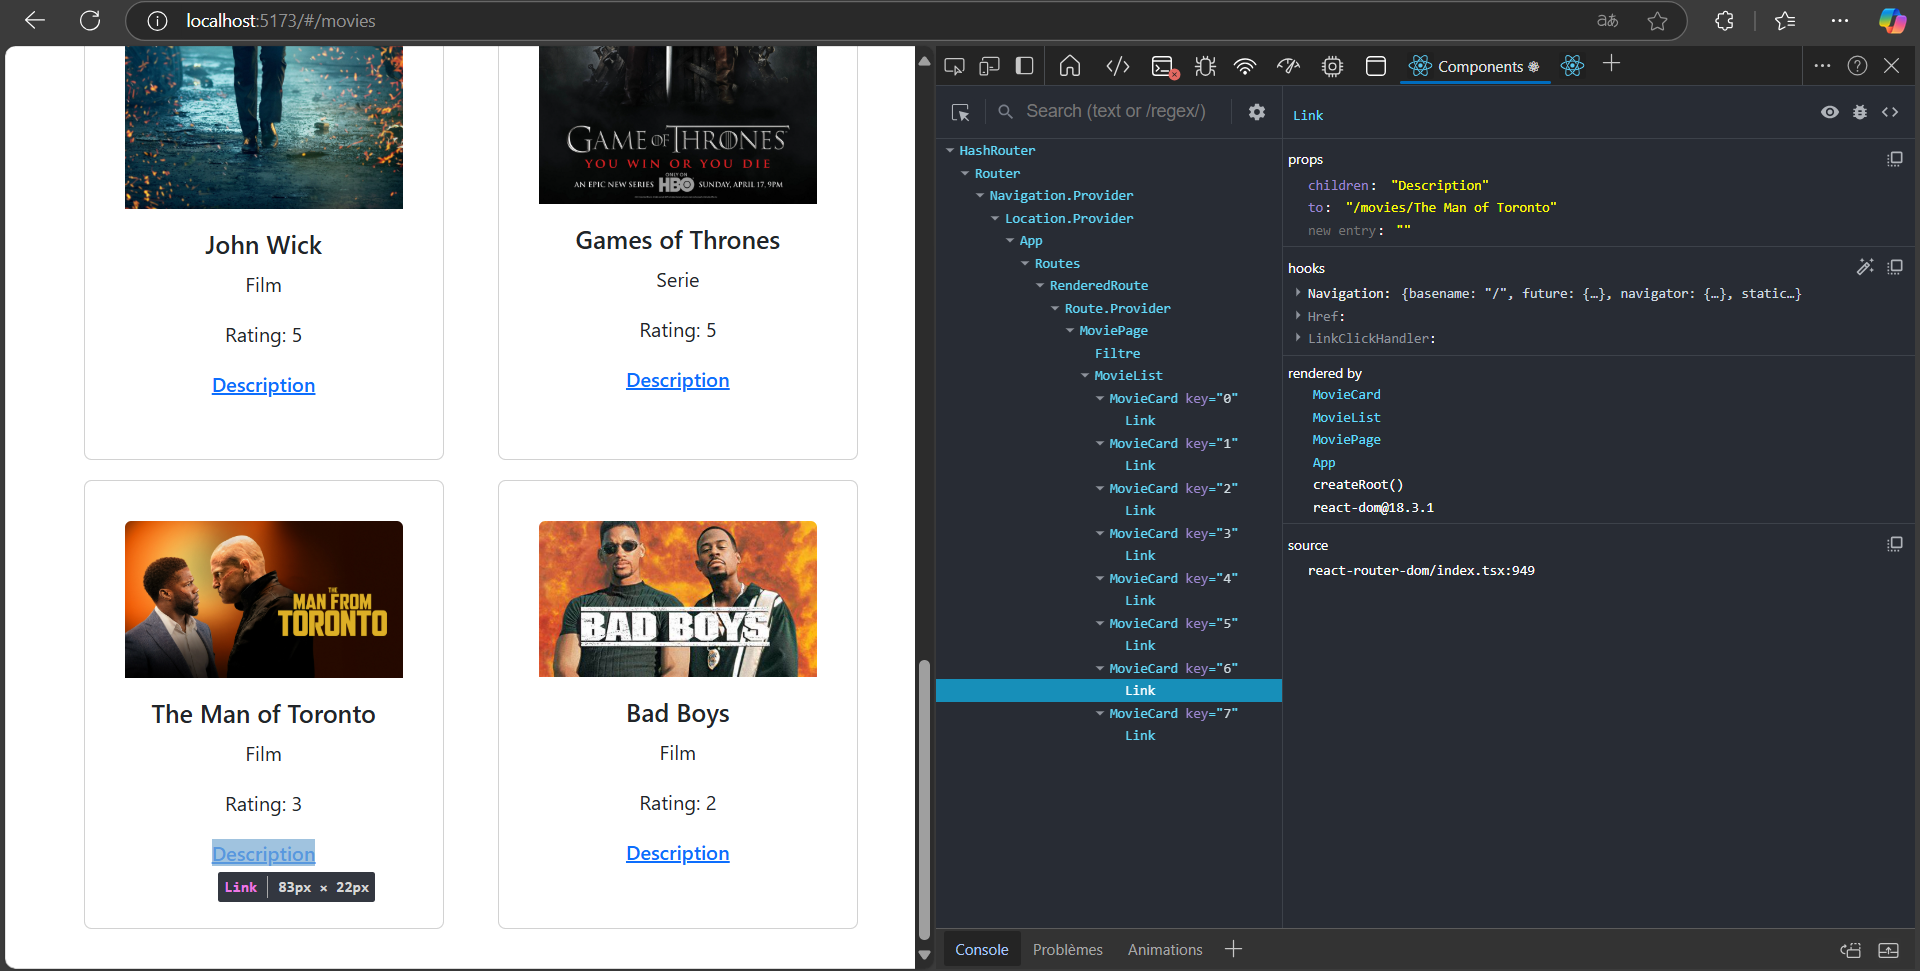 localhost:5173/#/movies
GAME OF THRONES
YOU WIN OR YOU DIE
ONLY ON
AN EPIC NEW SERIES HBO SUNDAY, APRIL 17, 9PM
John Wick
Film
Rating: 5
Description
Games of Thrones
Serie
Rating: 5
Description
THE
MAN FROM
TORONTO
The Man of Toronto
Film
Rating: 3
Description
Link 83px × 22px
BAD BOYS
Bad Boys
Film
Rating: 2
Description
Components
Search (text or /regex/)
HashRouter
Router
Navigation.Provider
Location.Provider
App
Routes
RenderedRoute
Route.Provider
MoviePage
Filtre
MovieList
MovieCard key="0"
Link
MovieCard key="1"
Link
MovieCard key="2"
Link
MovieCard key="3"
Link
MovieCard key="4"
Link
MovieCard key="5"
Link
MovieCard key="6"
Link
MovieCard key="7"
Link
Link
props
children: "Description"
to: "/movies/The Man of Toronto"
new entry: ""
hooks
Navigation: {basename: "/", future: {…}, navigator: {…}, static…}
Href:
LinkClickHandler:
rendered by
MovieCard
MovieList
MoviePage
App
createRoot()
react-dom@18.3.1
source
react-router-dom/index.tsx:949
Console Problèmes Animations